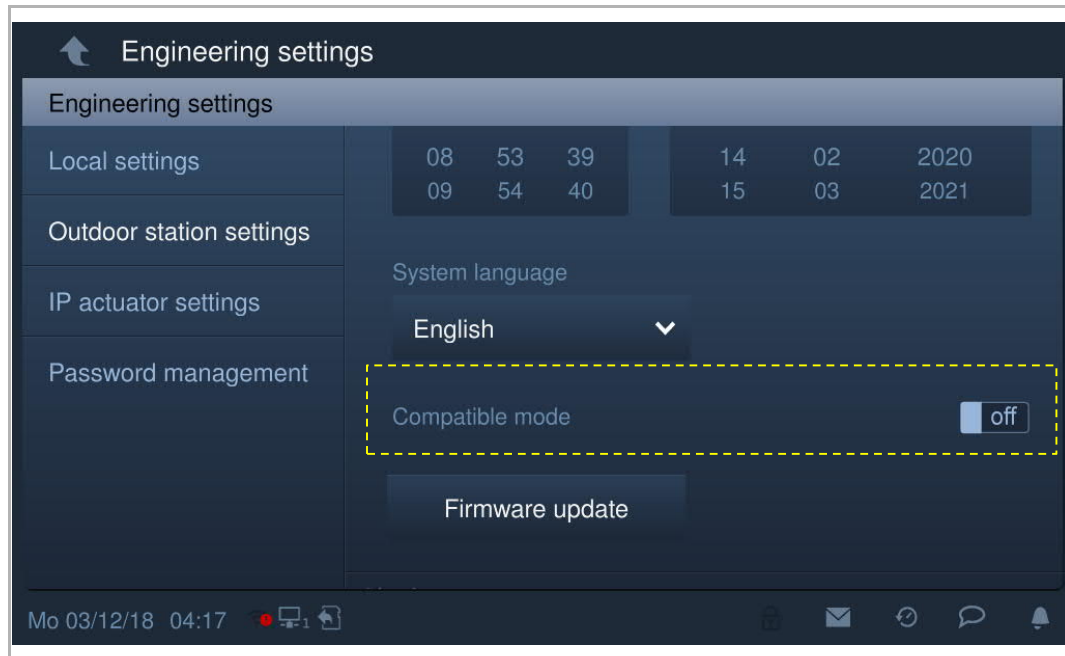 Engineering settings
Engineering settings
Local settings
Outdoor station settings
IP actuator settings
Password management
08 53 39 14 02 2020
09 54 40 15 03 2021
System language
English
Compatible mode off
Firmware update
Mo 03/12/18 04:17 1